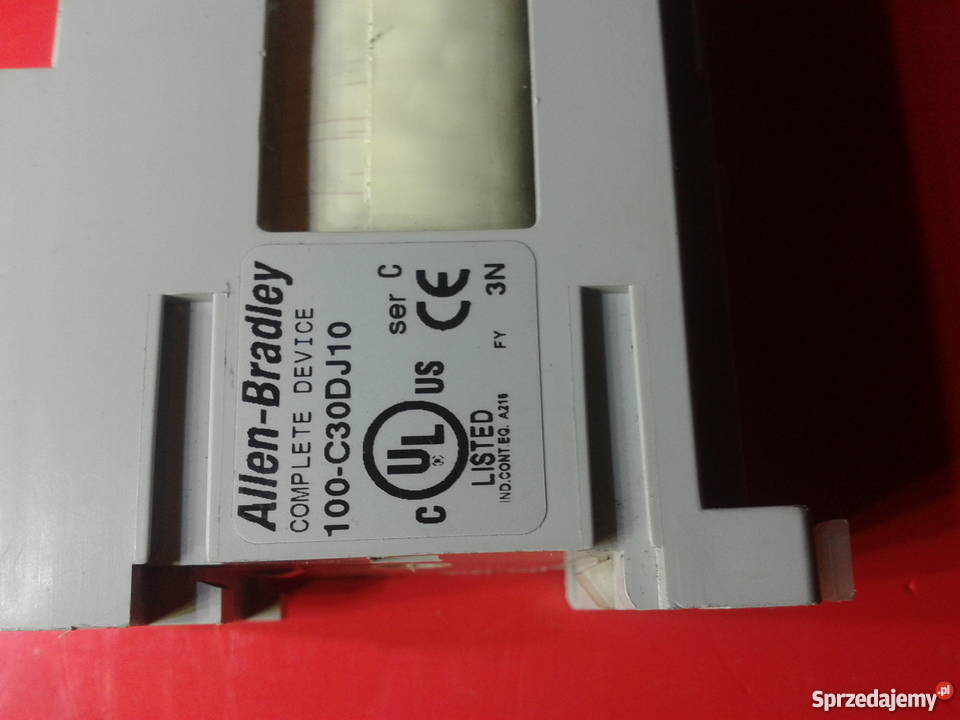 Allen-Bradley
COMPLETE DEVICE
100-C30DJ10
ser C
C UL US
CE
LISTED
IND.CONT.EQ. A216
FY 3N
Sprzedajemy.pl